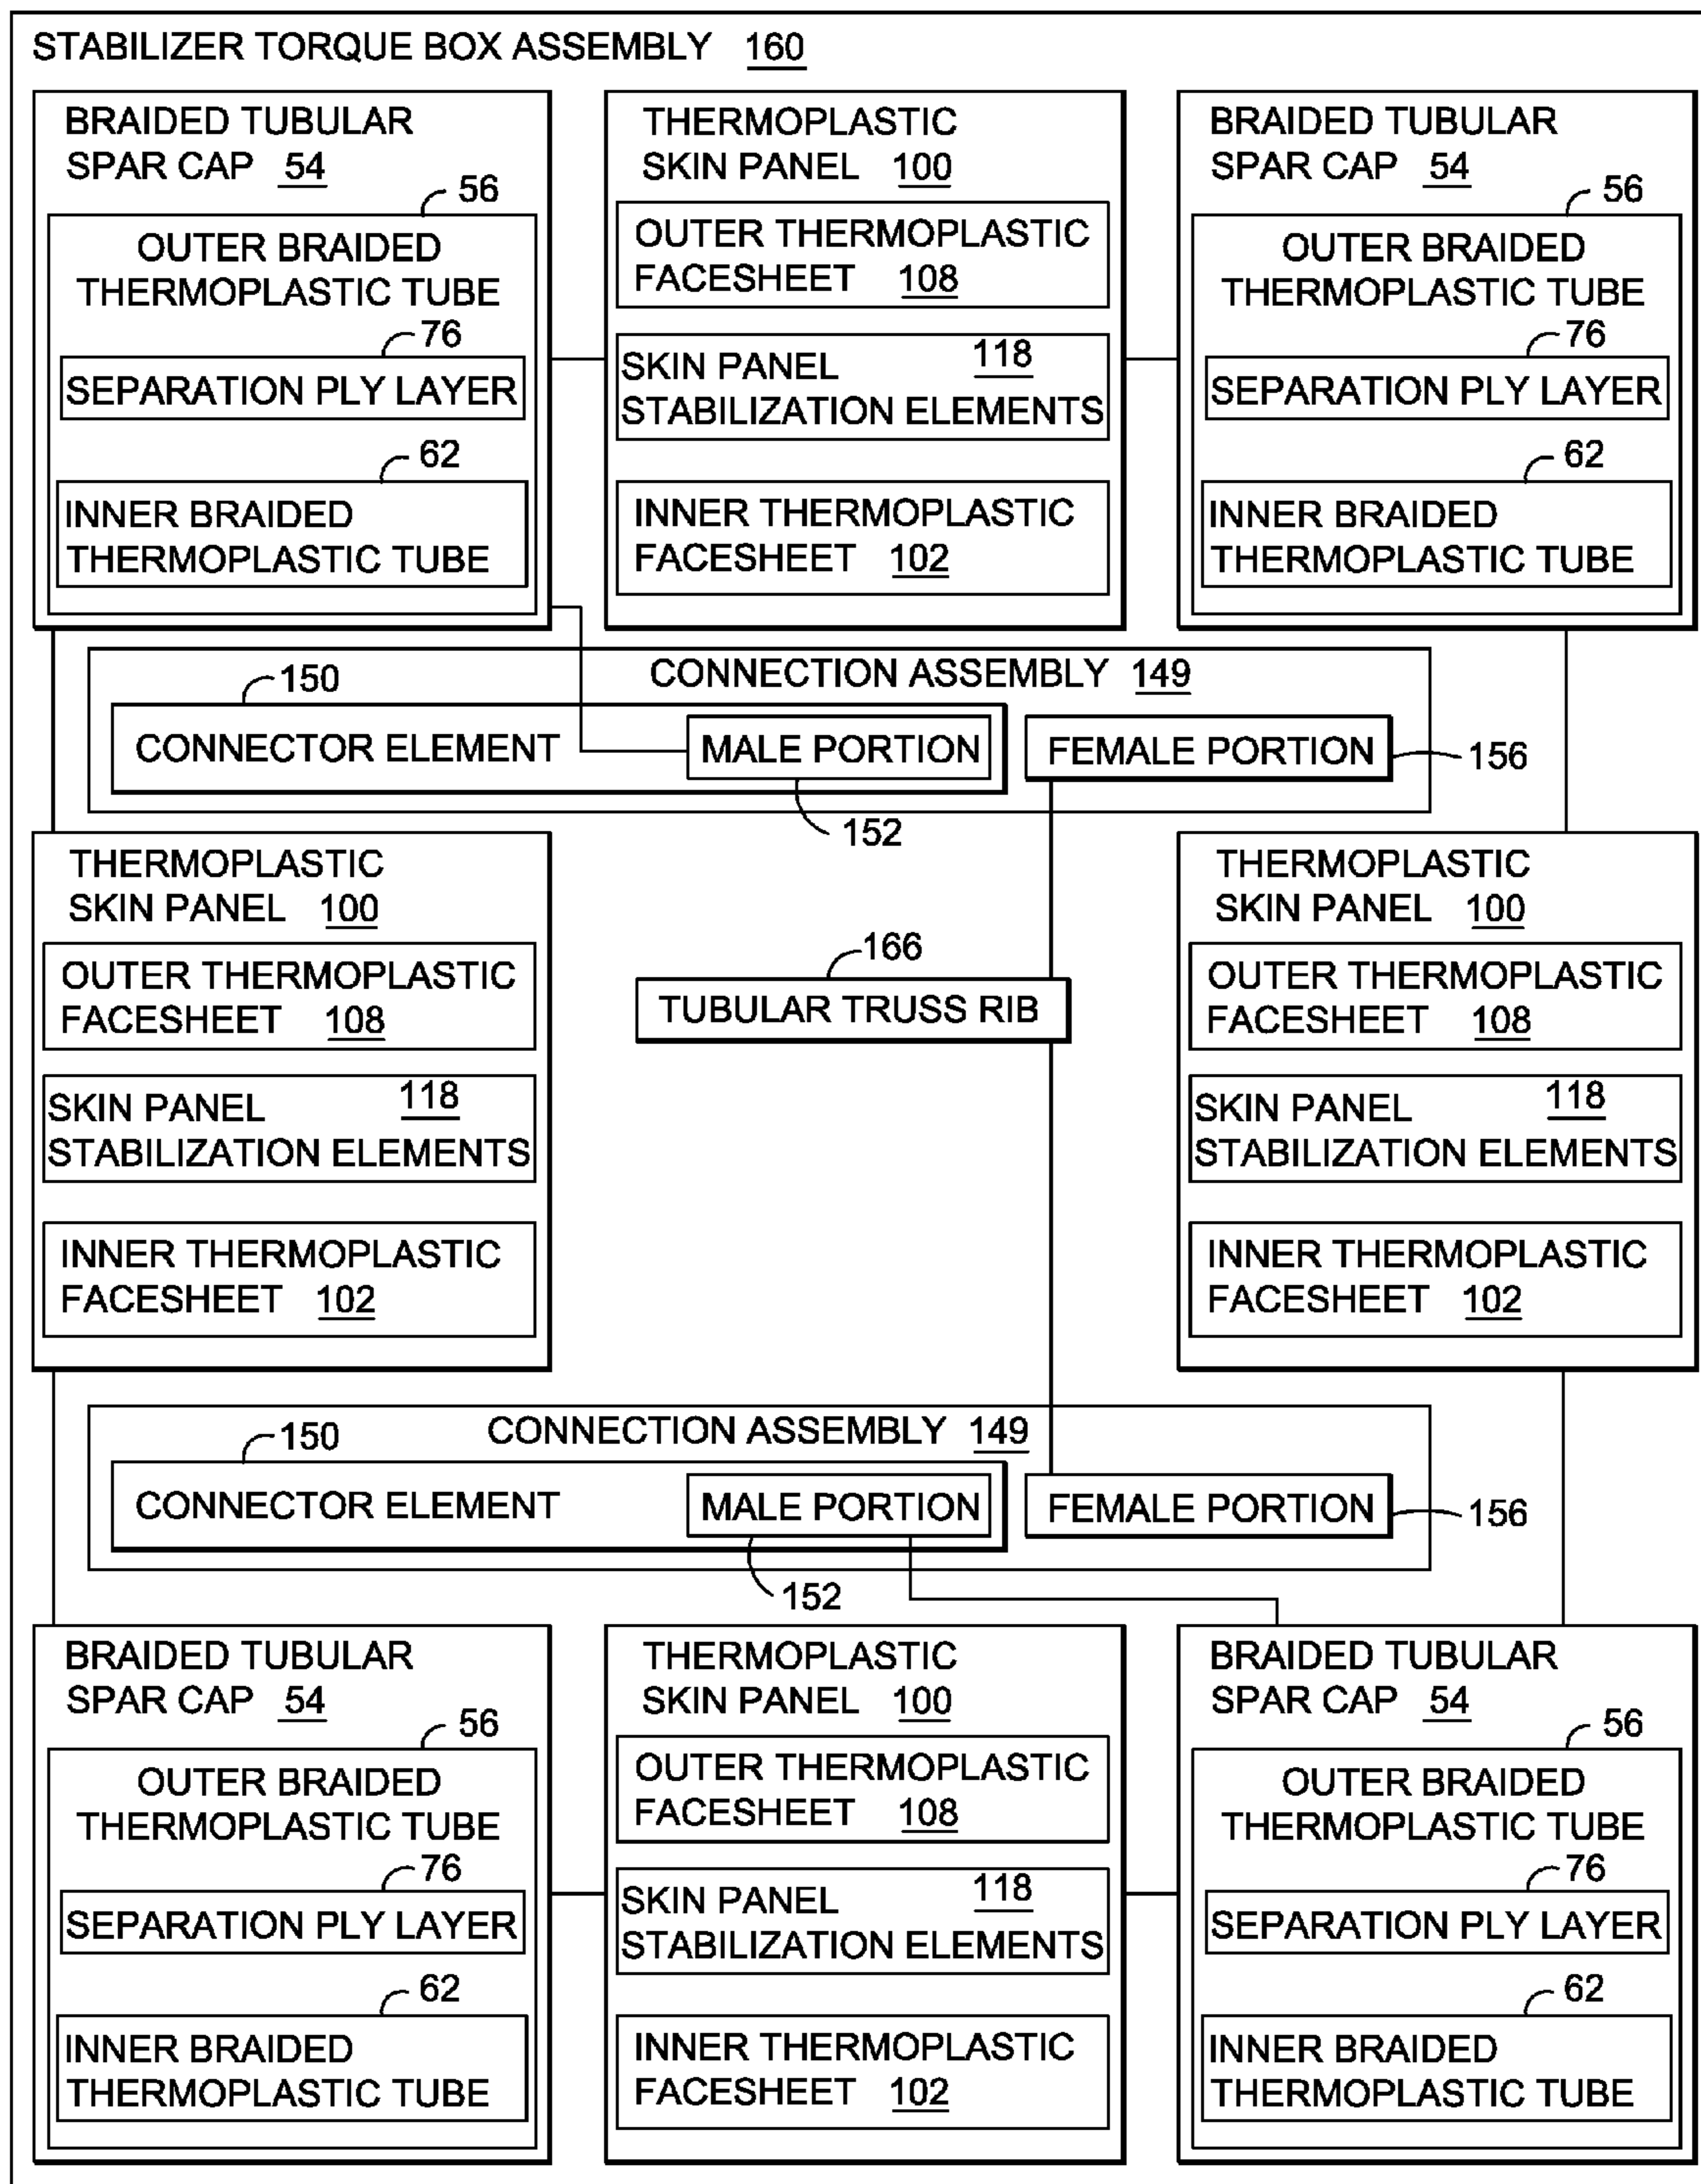 STABILIZER TORQUE BOX ASSEMBLY 160
BRAIDED TUBULAR
SPAR CAP 54
56
OUTER BRAIDED
THERMOPLASTIC TUBE
76
SEPARATION PLY LAYER
62
INNER BRAIDED
THERMOPLASTIC TUBE
THERMOPLASTIC
SKIN PANEL 100
OUTER THERMOPLASTIC
FACESHEET 108
SKIN PANEL 118
STABILIZATION ELEMENTS
INNER THERMOPLASTIC
FACESHEET 102
BRAIDED TUBULAR
SPAR CAP 54
56
OUTER BRAIDED
THERMOPLASTIC TUBE
76
SEPARATION PLY LAYER
62
INNER BRAIDED
THERMOPLASTIC TUBE
CONNECTION ASSEMBLY 149
150
CONNECTOR ELEMENT
MALE PORTION
152
FEMALE PORTION
156
THERMOPLASTIC
SKIN PANEL 100
OUTER THERMOPLASTIC
FACESHEET 108
SKIN PANEL 118
STABILIZATION ELEMENTS
INNER THERMOPLASTIC
FACESHEET 102
166
TUBULAR TRUSS RIB
THERMOPLASTIC
SKIN PANEL 100
OUTER THERMOPLASTIC
FACESHEET 108
SKIN PANEL 118
STABILIZATION ELEMENTS
INNER THERMOPLASTIC
FACESHEET 102
CONNECTION ASSEMBLY 149
150
CONNECTOR ELEMENT
MALE PORTION
152
FEMALE PORTION
156
BRAIDED TUBULAR
SPAR CAP 54
56
OUTER BRAIDED
THERMOPLASTIC TUBE
76
SEPARATION PLY LAYER
62
INNER BRAIDED
THERMOPLASTIC TUBE
THERMOPLASTIC
SKIN PANEL 100
OUTER THERMOPLASTIC
FACESHEET 108
SKIN PANEL 118
STABILIZATION ELEMENTS
INNER THERMOPLASTIC
FACESHEET 102
BRAIDED TUBULAR
SPAR CAP 54
56
OUTER BRAIDED
THERMOPLASTIC TUBE
76
SEPARATION PLY LAYER
62
INNER BRAIDED
THERMOPLASTIC TUBE